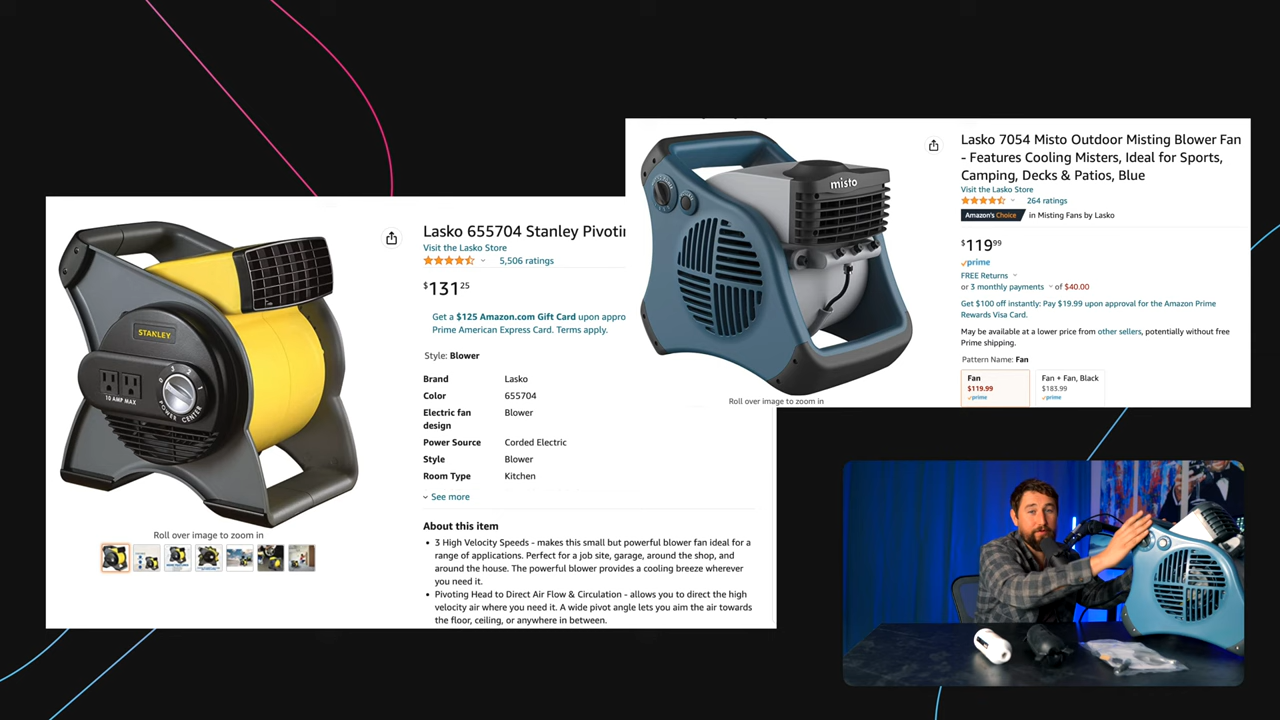 Lasko 655704 Stanley Pivoti
Visit the Lasko Store
5,506 ratings
$131 25
Get a $125 Amazon.com Gift Card upon appro
Prime American Express Card. Terms apply.
Style: Blower
Brand Lasko
Color 655704
Electric fan Blower
design
Power Source Corded Electric
Style Blower
Room Type Kitchen
See more
About this item
• 3 High Velocity Speeds - makes this small but powerful blower fan ideal for a
range of applications. Perfect for a job site, garage, around the shop, and
around the house. The powerful blower provides a cooling breeze wherever
you need it.
• Pivoting Head to Direct Air Flow & Circulation - allows you to direct the high
velocity air where you need it. A wide pivot angle lets you aim the air towards
the floor, ceiling, or anywhere in between.
STANLEY
10 AMP MAX
0 3 2 1
POWER CENTER
Roll over image to zoom in
misto
Roll over image to zoom in
Lasko 7054 Misto Outdoor Misting Blower Fan
- Features Cooling Misters, Ideal for Sports,
Camping, Decks & Patios, Blue
Visit the Lasko Store
264 ratings
Amazon's Choice in Misting Fans by Lasko
$119 99
prime
FREE Returns
or 3 monthly payments of $40.00
Get $100 off instantly: Pay $19.99 upon approval for the Amazon Prime
Rewards Visa Card.
May be available at a lower price from other sellers, potentially without free
Prime shipping.
Pattern Name: Fan
Fan
$119.99
prime
Fan + Fan, Black
$183.99
prime